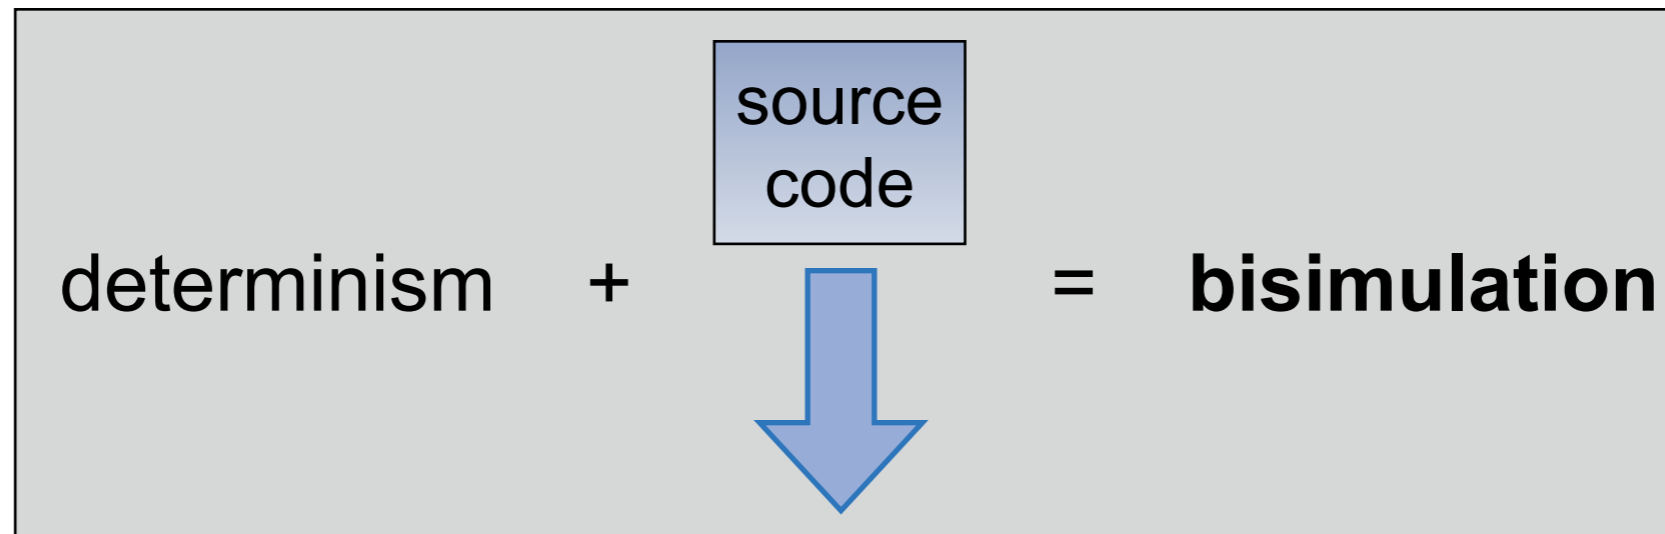 source
code
determinism + = bisimulation